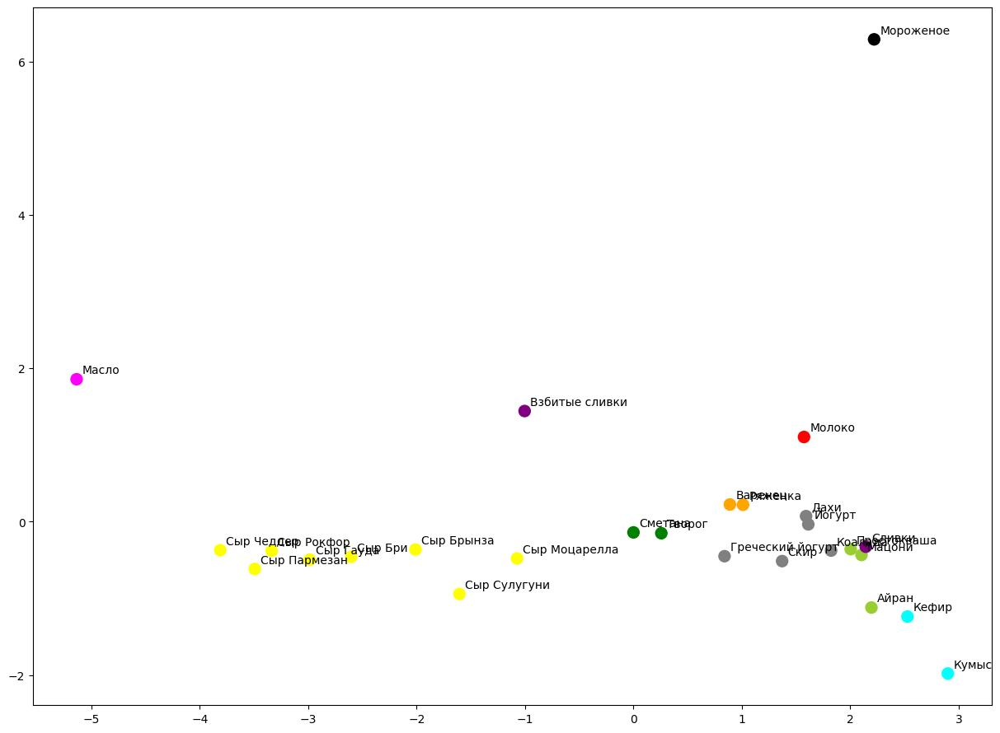 Мороженое
Масло
Взбитые сливки
Молоко
Варенец
Ряженка
Дахи
Йогурт
Сметана
Творог
Сыр Чеддер
Сыр Рокфор
Сыр Гауда
Сыр Бри
Сыр Брынза
Сыр Пармезан
Сыр Моцарелла
Сыр Сулугуни
Греческий йогурт
Скир
Простокваша
Сливки
Мацони
Айран
Кефир
Кумыс
6
4
2
0
−2
−5
−4
−3
−2
−1
0
1
2
3